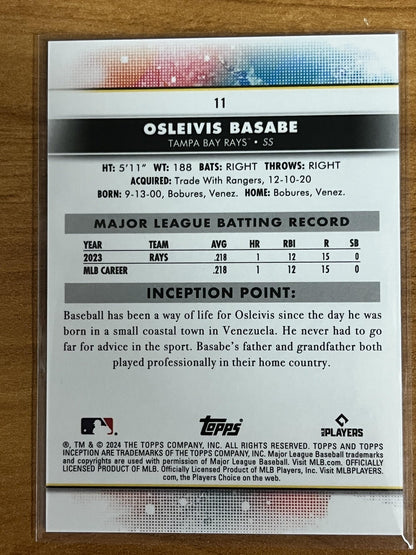 11
OSLEIVIS BASABE
TAMPA BAY RAYS™ • SS
HT: 5'11" WT: 188 BATS: RIGHT THROWS: RIGHT
ACQUIRED: Trade With Rangers, 12-10-20
BORN: 9-13-00, Bobures, Venez. HOME: Bobures, Venez.
MAJOR LEAGUE BATTING RECORD
YEAR TEAM AVG HR RBI R SB
2023 RAYS .218 1 12 15 0
MLB CAREER .218 1 12 15 0
INCEPTION POINT:
Baseball has been a way of life for Osleivis since the day he was
born in a small coastal town in Venezuela. He never had to go
far for advice in the sport. Basabe's father and grandfather both
played professionally in their home country.
Topps
PLAYERS
®, TM & © 2024 THE TOPPS COMPANY, INC. ALL RIGHTS RESERVED. TOPPS AND TOPPS
INCEPTION ARE TRADEMARKS OF THE TOPPS COMPANY, INC. Major League Baseball trademarks
and copyrights are used with permission of Major League Baseball. Visit MLB.com. OFFICIALLY
LICENSED PRODUCT OF MLB. Officially Licensed Product of MLB Players, Inc. Visit MLBPLAYERS.
com, the Players Choice on the web.